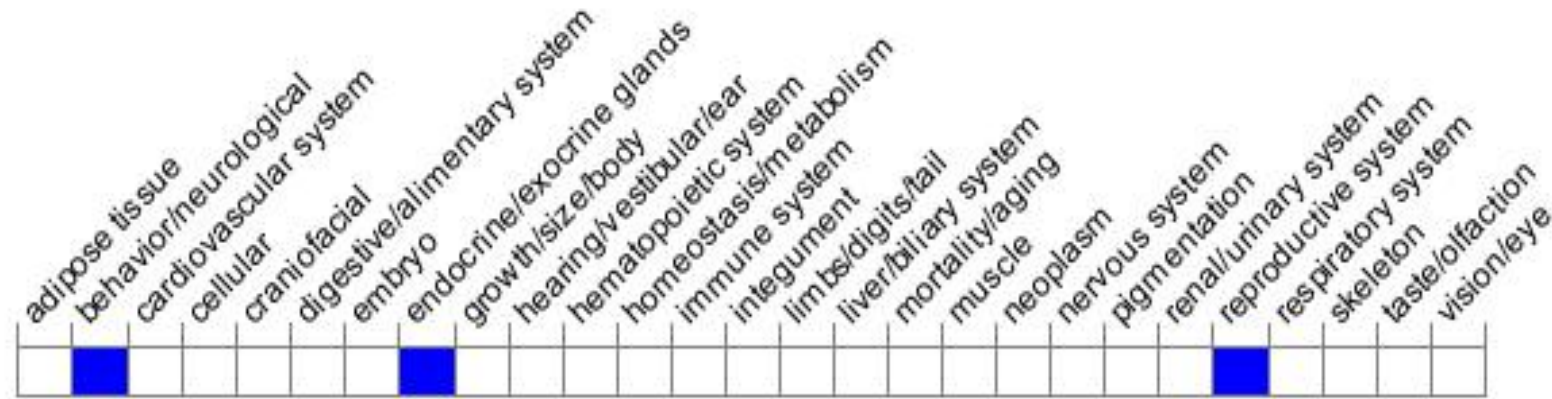 adipose tissue
behavior/neurological
cardiovascular system
cellular
craniofacial
digestive/alimentary system
embryo
endocrine/exocrine glands
growth/size/body
hearing/vestibular/ear
hematopoietic system
homeostasis/metabolism
immune system
integument
limbs/digits/tail
liver/biliary system
mortality/aging
muscle
neoplasm
nervous system
pigmentation
renal/urinary system
reproductive system
respiratory system
skeleton
taste/olfaction
vision/eye